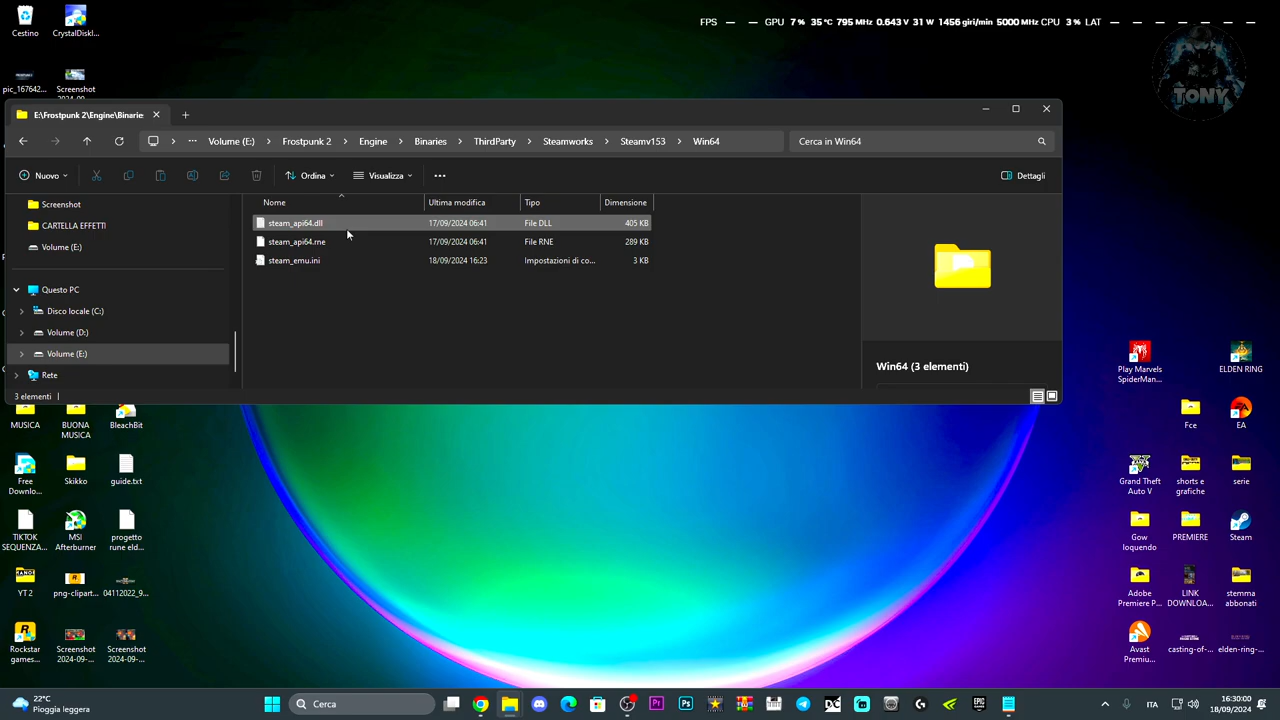 FPS — — GPU 7 % 35 °C 795 MHz 0.643 V 31 W 1456 giri/min 5000 MHz CPU 3 % LAT — — — — — —
TONY
Cestino
CrystalDiskI...
pic_167642...
Screenshot
2024-09-...
E:\Frostpunk 2\Engine\Binaries
Volume (E:) > Frostpunk 2 > Engine > Binaries > ThirdParty > Steamworks > Steamv153 > Win64
Cerca in Win64
Nuovo
Ordina
Visualizza
Dettagli
Screenshot
CARTELLA EFFETTI
Volume (E:)
Questo PC
Disco locale (C:)
Volume (D:)
Volume (E:)
Rete
Nome Ultima modifica Tipo Dimensione
steam_api64.dll 17/09/2024 06:41 File DLL 405 KB
steam_api64.rne 17/09/2024 06:41 File RNE 289 KB
steam_emu.ini 18/09/2024 16:23 Impostazioni di co... 3 KB
Win64 (3 elementi)
3 elementi
MUSICA
BUONA
MUSICA
BleachBit
Free
Downlo...
Skikko
guide.txt
TIKTOK
SEQUENZA...
MSI
Afterburner
progetto
rune eld...
YT 2
png-clipart...
04112022_9...
Rockstar
games...
Screenshot
2024-09-...
Screenshot
2024-09-...
Play Marvels
SpiderMan...
ELDEN RING
Fce
EA
Grand Theft
Auto V
shorts e
grafiche
serie
Gow
loquendo
PREMIERE
Steam
Adobe
Premiere P...
LINK
DOWNLOA...
stemma
abbonati
Avast
Premiu...
casting-of-...
elden-ring-...
22°C
Pioggia leggera
Cerca
ITA
16:30:00
18/09/2024